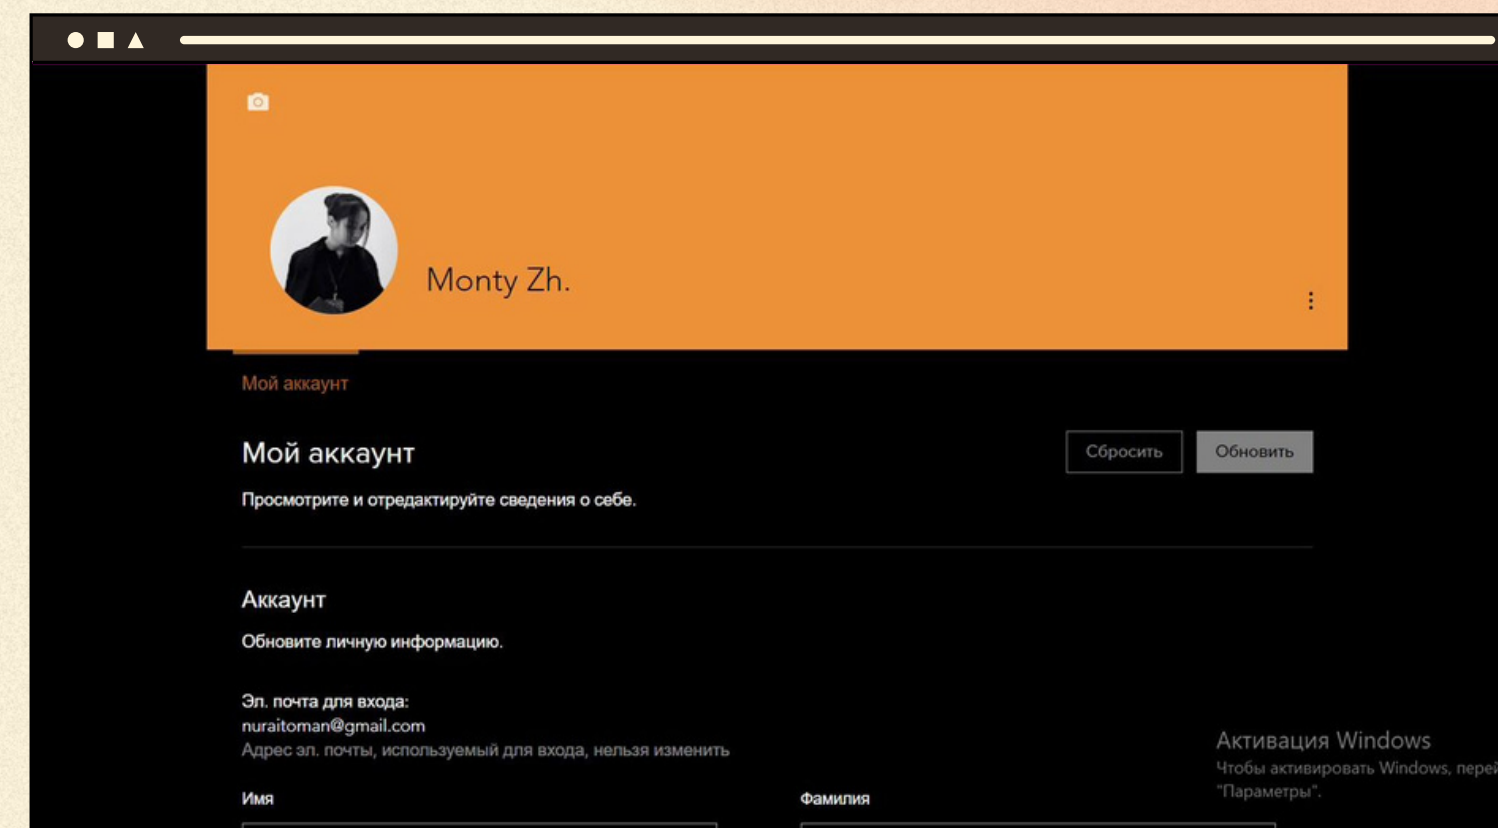 Monty Zh.
Мой аккаунт
Мой аккаунт
Сбросить
Обновить
Просмотрите и отредактируйте сведения о себе.
Аккаунт
Обновите личную информацию.
Эл. почта для входа:
nuraitoman@gmail.com
Адрес эл. почты, используемый для входа, нельзя изменить
Активация Windows
Чтобы активировать Windows, перей
"Параметры".
Имя
Фамилия